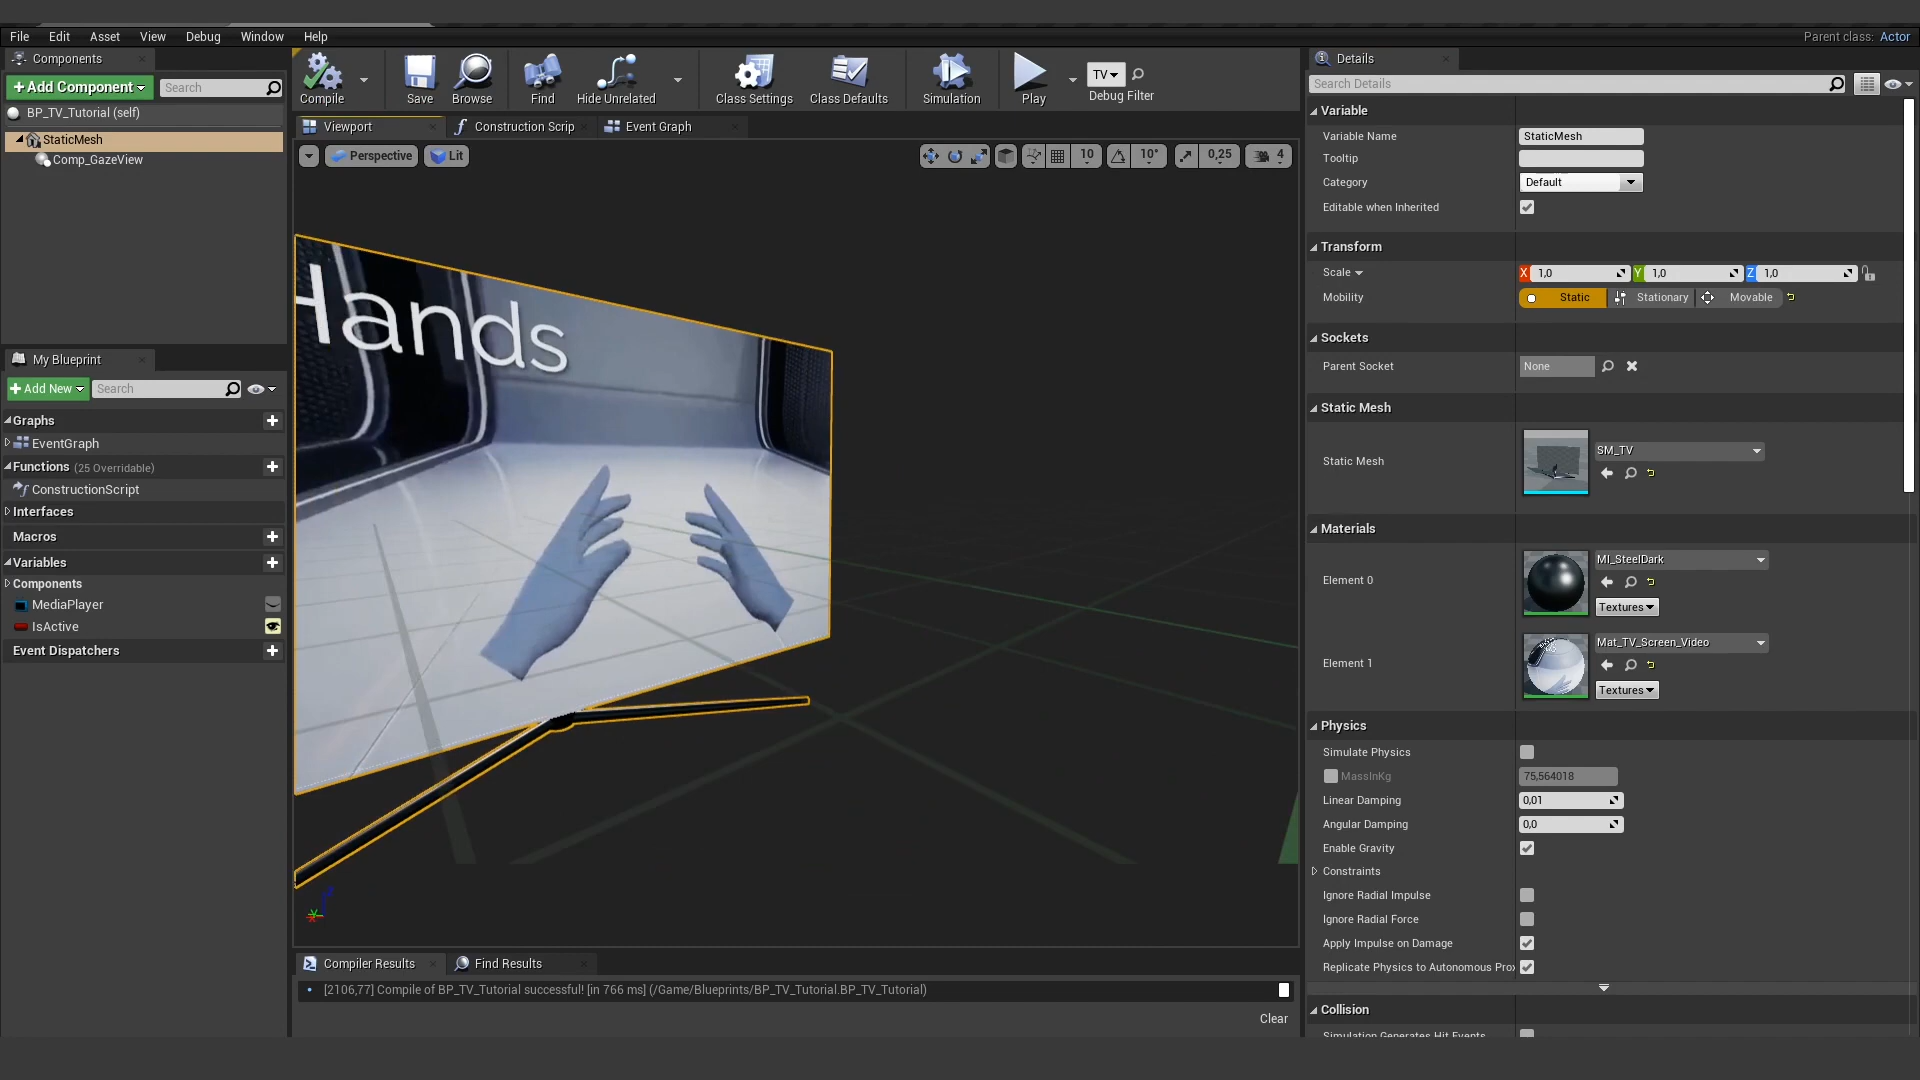 File Edit Asset View Debug Window Help
Parent class: Actor
Components
+ Add Component
Search
BP_TV_Tutorial (self)
StaticMesh
Comp_GazeView
My Blueprint
+ Add New
Search
Graphs
EventGraph
Functions (25 Overridable)
ConstructionScript
Interfaces
Macros
Variables
Components
MediaPlayer
IsActive
Event Dispatchers
Compile
Save
Browse
Find
Hide Unrelated
Class Settings
Class Defaults
Simulation
Play
TV
Debug Filter
Viewport
Construction Scrip
Event Graph
Perspective
Lit
10
10°
0,25
4
Hands
Compiler Results
Find Results
[2106,77] Compile of BP_TV_Tutorial successful! [in 766 ms] (/Game/Blueprints/BP_TV_Tutorial.BP_TV_Tutorial)
Clear
Details
Search Details
Variable
Variable Name StaticMesh
Tooltip
Category Default
Editable when Inherited
Transform
Scale X 1,0 Y 1,0 Z 1,0
Mobility Static Stationary Movable
Sockets
Parent Socket None
Static Mesh
Static Mesh SM_TV
Materials
Element 0 MI_SteelDark
Textures
Element 1 Mat_TV_Screen_Video
Textures
Physics
Simulate Physics
MassInKg 75,564018
Linear Damping 0,01
Angular Damping 0,0
Enable Gravity
Constraints
Ignore Radial Impulse
Ignore Radial Force
Apply Impulse on Damage
Replicate Physics to Autonomous Prox
Collision
Simulation Generates Hit Events